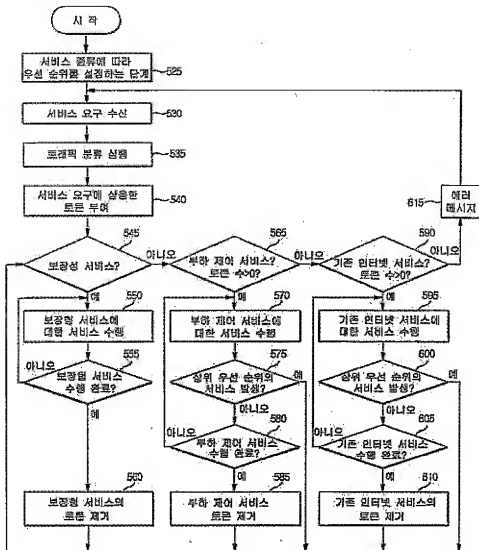 시 작
서비스 종류에 따라
우선 순위를 설정하는 단계
525
서비스 요구 수신
530
트래픽 분류 실행
535
서비스 요구에 상응한
토큰 부여
540
에러
메시지
615
보장성 서비스?
545
아니오
예
부하 제어 서비스?
토큰 수>0?
565
아니오
예
기존 인터넷 서비스?
토큰 수>0?
590
아니오
예
보장형 서비스에
대한 서비스 수행
550
부하 제어 서비스에
대한 서비스 수행
570
기존 인터넷 서비스에
대한 서비스 수행
595
보장형 서비스
수행 완료?
555
아니오
예
상위 우선 순위의
서비스 발생?
575
예
아니오
상위 우선 순위의
서비스 발생?
600
예
아니오
부하 제어 서비스
수행 완료?
580
아니오
예
기존 인터넷 서비스
수행 완료?
605
아니오
예
보장형 서비스의
토큰 제거
560
부하 제어 서비스
토큰 제거
585
기존 인터넷 서비스의
토큰 제거
610